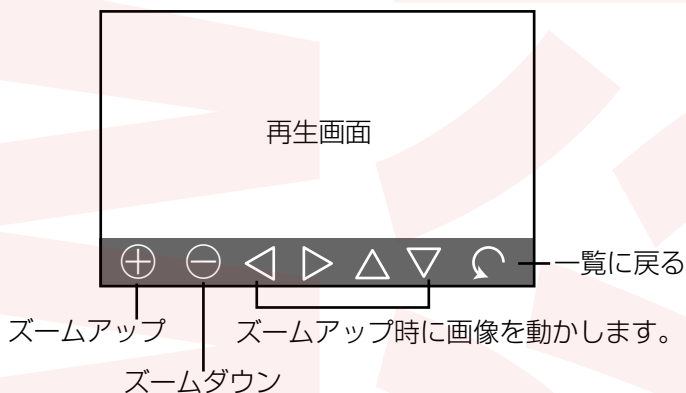 再生画面
一覧に戻る
ズームアップ
ズームアップ時に画像を動かします。
ズームダウン